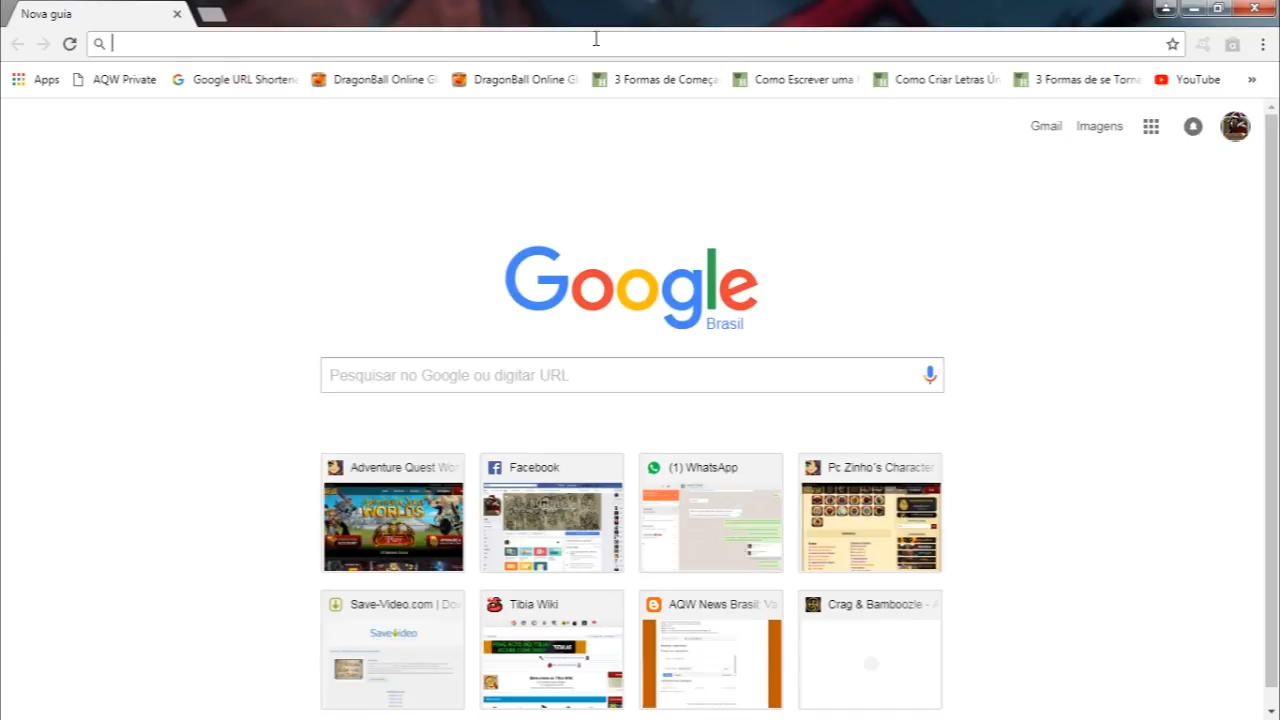 Nova guia
Apps AQW Private Google URL Shortene DragonBall Online Gl DragonBall Online Gl 3 Formas de Começa Como Escrever uma Como Criar Letras Ún 3 Formas de se Torna YouTube »
Gmail Imagens
Google
Brasil
Pesquisar no Google ou digitar URL
Adventure Quest Wor Facebook (1) WhatsApp Pc Zinho´s Character
WORLDS
Save-Video.com | Do Tibia Wiki AQW News Brasil: Va Crag & Bamboozle - A